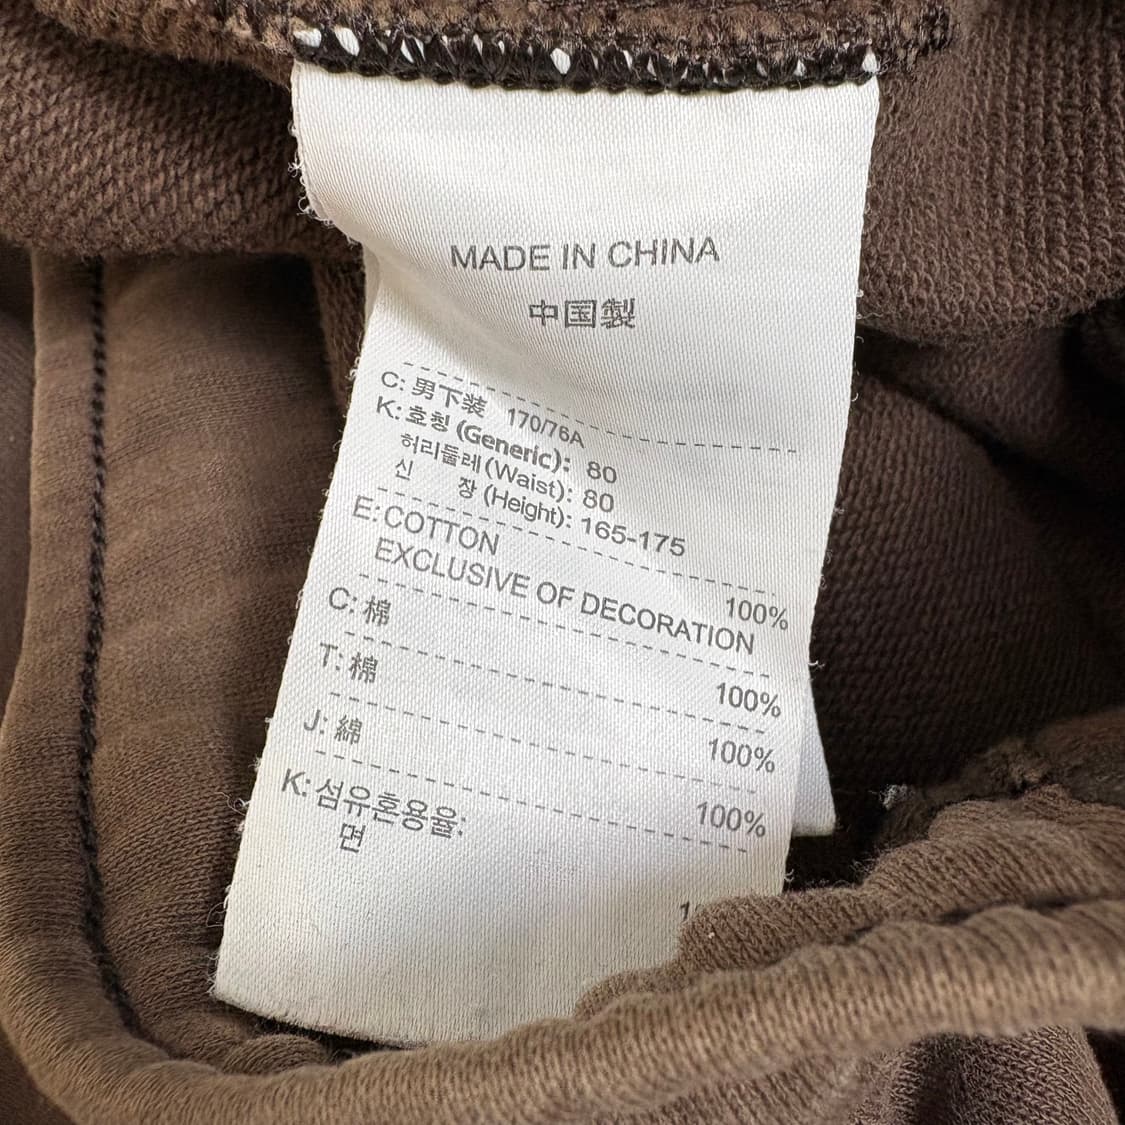 MADE IN CHINA
中国製
C: 男下装 170/76A
K: 호칭 (Generic): 80
허리둘레 (Waist): 80
신 장 (Height): 165-175
E: COTTON 100%
EXCLUSIVE OF DECORATION
C: 棉 100%
T: 棉 100%
J: 綿 100%
K: 섬유혼용율:
면